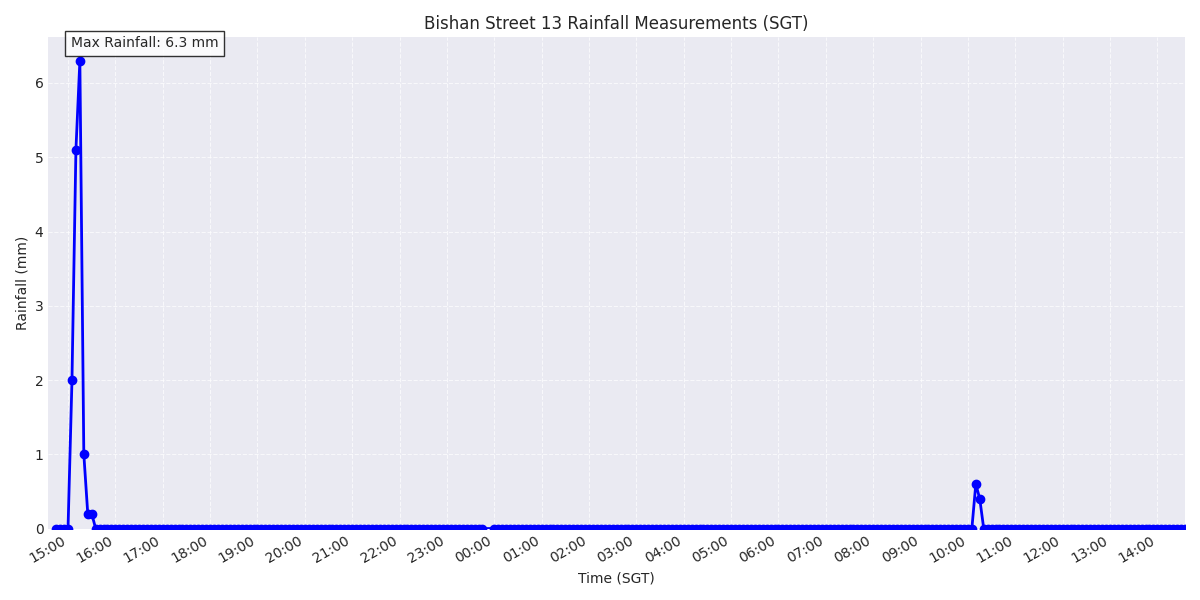 Bishan Street 13 Rainfall Measurements (SGT)
Max Rainfall: 6.3 mm
6
5
4
3
2
1
0
Rainfall (mm)
15:00 16:00 17:00 18:00 19:00 20:00 21:00 22:00 23:00 00:00 01:00 02:00 03:00 04:00 05:00 06:00 07:00 08:00 09:00 10:00 11:00 12:00 13:00 14:00
Time (SGT)